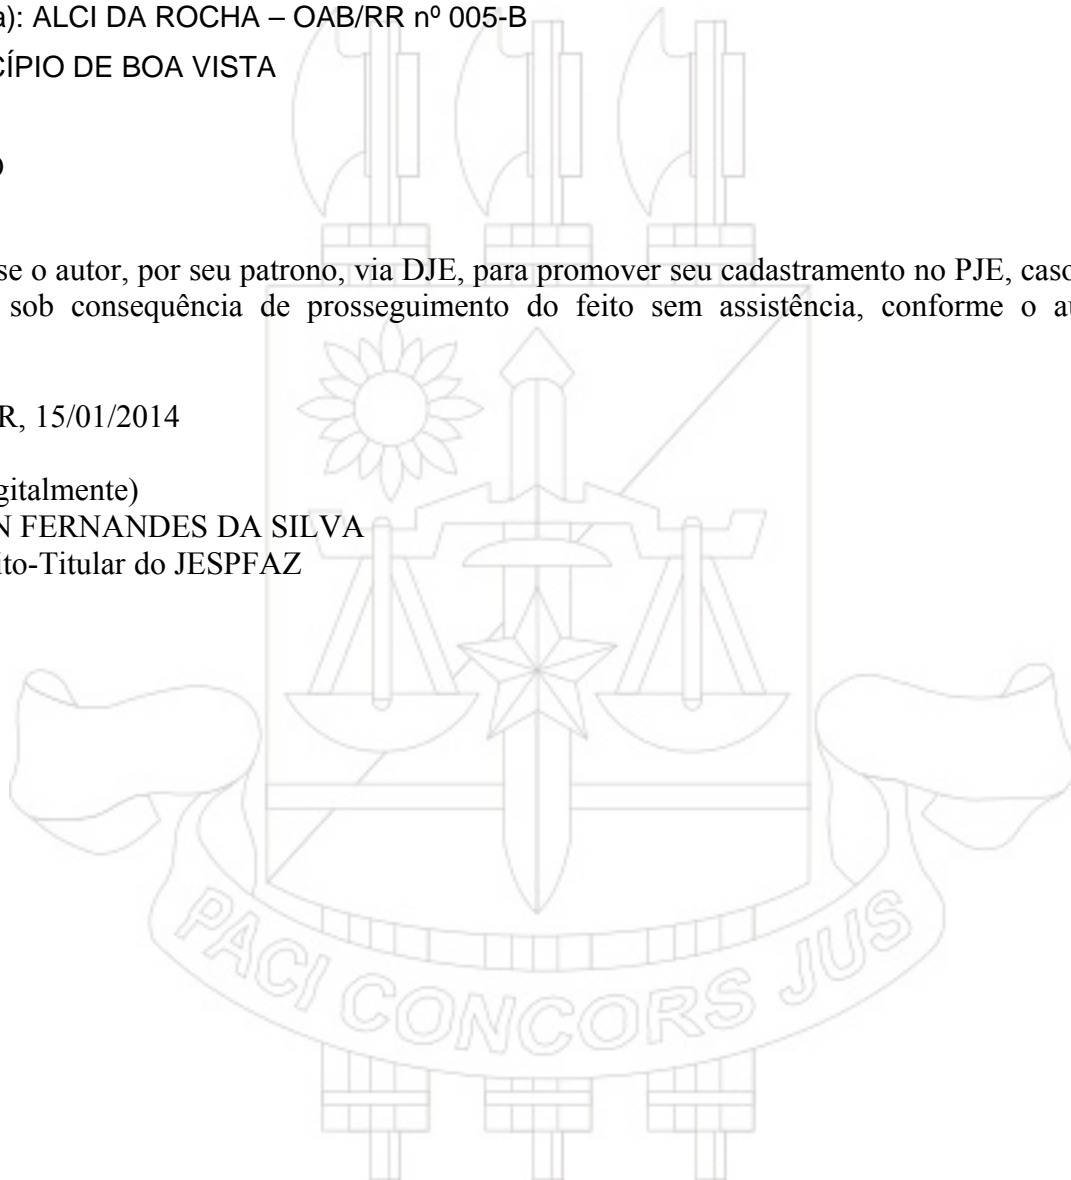 a): ALCI DA ROCHA – OAB/RR nº 005-B
CÍPIO DE BOA VISTA
O
se o autor, por seu patrono, via DJE, para promover seu cadastramento no PJE, caso
sob consequência de prosseguimento do feito sem assistência, conforme o au
R, 15/01/2014
gitalmente)
N FERNANDES DA SILVA
ito-Titular do JESPFAZ
PACI CONCORS JUS